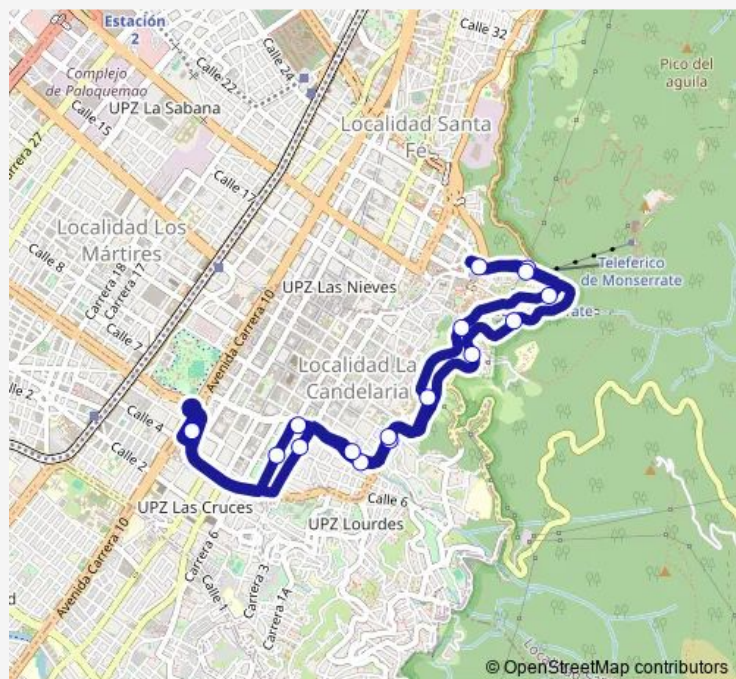 Estación
2
Calle 32
Pico del
aguila
Complejo
de Paloquemao
Calle 22
Calle 24
UPZ La Sabana
Calle 15
Localidad Santa
Fé
Carrera 27
Calle 17
Localidad Los
Mártires
Calle 8
Carrera 18
Carrera 17
Teleferico
de Monserrate
UPZ Las Nieves
Avenida Carrera 10
Calle 7
Localidad La
Candelaria
Calle 4
Calle 2
Calle 6
UPZ Las Cruces
UPZ Lourdes
Carrera 6
Carrera 3
Calle 1
Carrera 1A
Avenida Carrera 10
© OpenStreetMap contributors